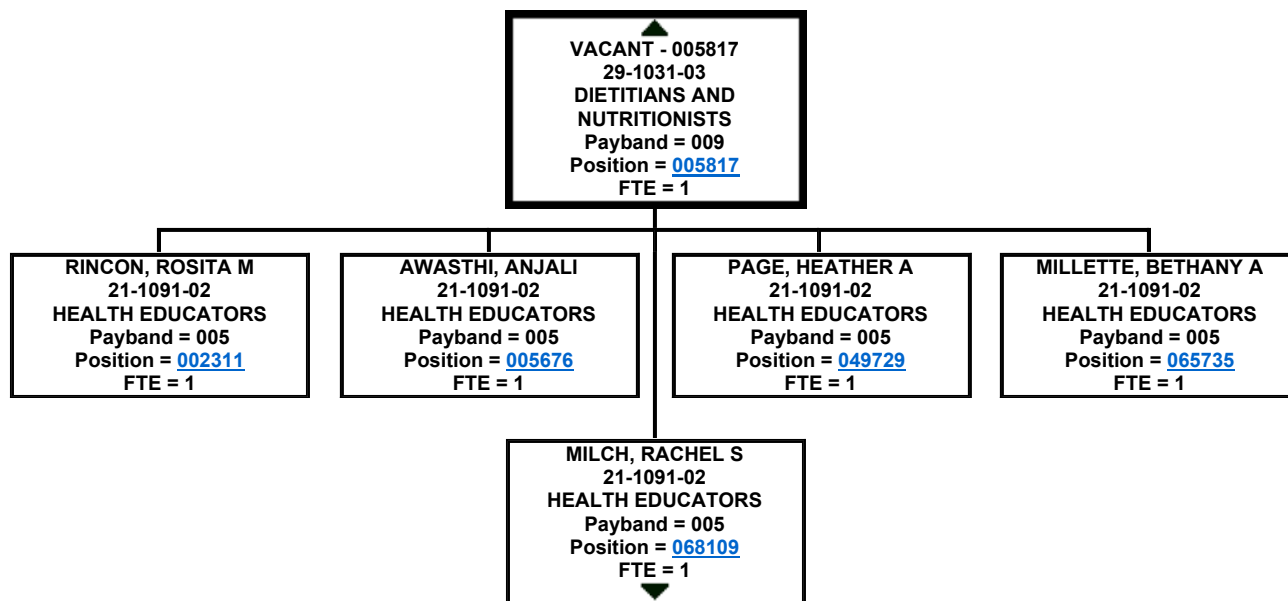 VACANT - 005817
29-1031-03
DIETITIANS AND
NUTRITIONISTS
Payband = 009
Position = 005817
FTE = 1
RINCON, ROSITA M
21-1091-02
HEALTH EDUCATORS
Payband = 005
Position = 002311
FTE = 1
AWASTHI, ANJALI
21-1091-02
HEALTH EDUCATORS
Payband = 005
Position = 005676
FTE = 1
PAGE, HEATHER A
21-1091-02
HEALTH EDUCATORS
Payband = 005
Position = 049729
FTE = 1
MILLETTE, BETHANY A
21-1091-02
HEALTH EDUCATORS
Payband = 005
Position = 065735
FTE = 1
MILCH, RACHEL S
21-1091-02
HEALTH EDUCATORS
Payband = 005
Position = 068109
FTE = 1